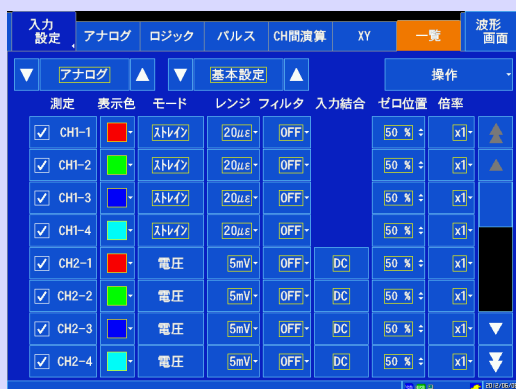 入力設定 アナログ ロジック パルス CH間演算 XY 一覧 波形画面
アナログ 基本設定 操作
測定 表示色 モード レンジ フィルタ 入力結合 ゼロ位置 倍率
CH1-1 ストレイン 20με OFF 50 % x1
CH1-2 ストレイン 20με OFF 50 % x1
CH1-3 ストレイン 20με OFF 50 % x1
CH1-4 ストレイン 20με OFF 50 % x1
CH2-1 電圧 5mV OFF DC 50 % x1
CH2-2 電圧 5mV OFF DC 50 % x1
CH2-3 電圧 5mV OFF DC 50 % x1
CH2-4 電圧 5mV OFF DC 50 % x1